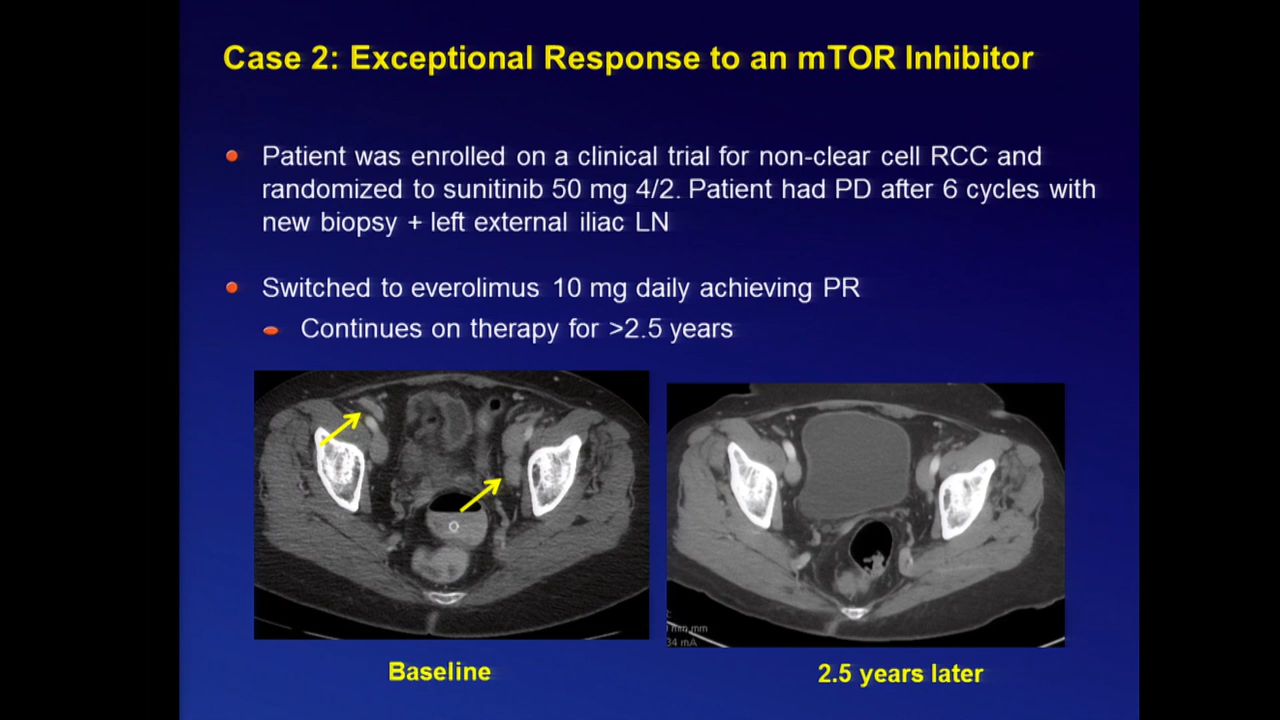 Case 2: Exceptional Response to an mTOR Inhibitor
Patient was enrolled on a clinical trial for non-clear cell RCC and
randomized to sunitinib 50 mg 4/2. Patient had PD after 6 cycles with
new biopsy + left external iliac LN
Switched to everolimus 10 mg daily achieving PR
Continues on therapy for >2.5 years
mm
34 mA
Baseline
2.5 years later